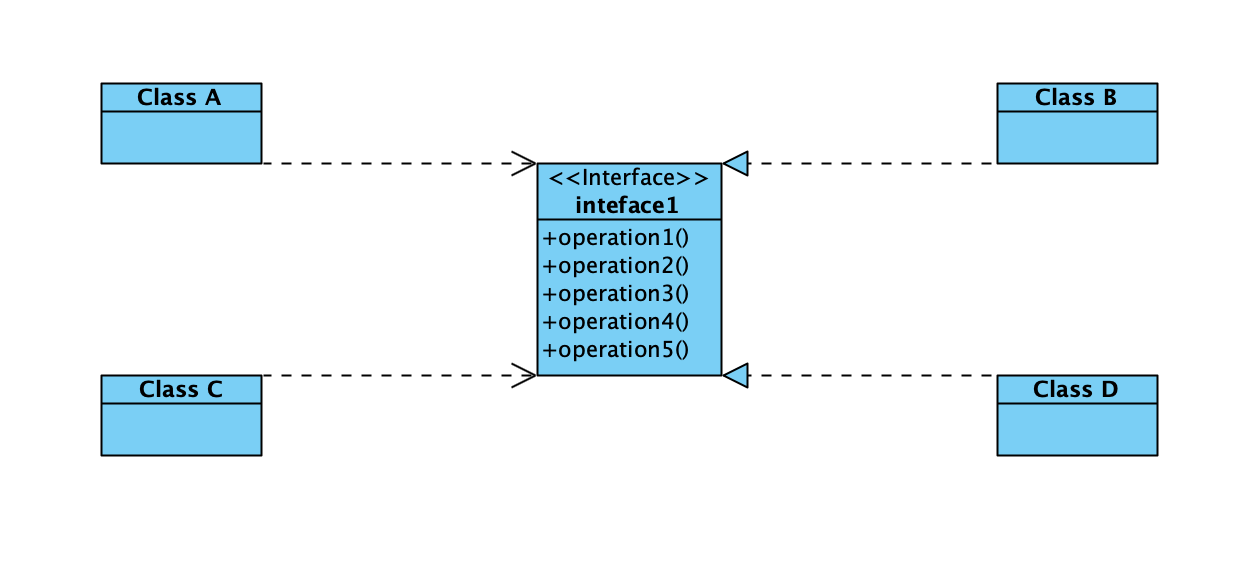 Class A
Class B
<<Interface>>
inteface1
+operation1()
+operation2()
+operation3()
+operation4()
+operation5()
Class C
Class D